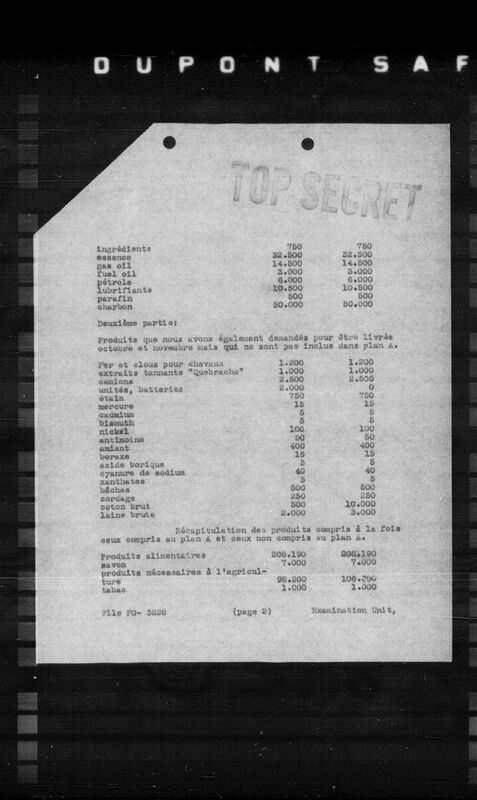 DUPONT SAF
TOP SECRET
ingrédients 750 750
essence 32.500 32.500
gas oil 14.500 14.500
fuel oil 3.000 3.000
pétrole 6.000 6.000
lubrifiants 10.500 10.500
parafin 500 500
charbon 50.000 50.000
Deuxième partie:
Produits que nous avons également demandés pour être livrés
octobre et novembre mais qui ne sont pas inclus dans plan A.
Fer et clous pour chevaux 1.200 1.200
extraits tannants "Quebracho" 1.000 1.000
camions 2.500 2.500
unités, batteries 2.000 0
étain 750 750
mercure 15 15
cadmium 5 5
bismuth 5 5
nickel 100 100
antimoine 50 50
amiant 400 400
boraxe 15 15
acide borique 5 5
cyanure de sodium 40 40
xanthates 5 5
bâches 500 500
cordage 250 250
coton brut 500 10.000
laine brute 2.000 3.000
Récapitulation des produits compris à la fois
ceux compris au plan A et ceux non compris au plan A.
Produits alimentaires 208.190 208.190
savon 7.000 7.000
produits nécessaires à l'agricul-
ture 98.200 106.300
tabac 1.000 1.000
File FG- 3828 (page 2) Examination Unit,